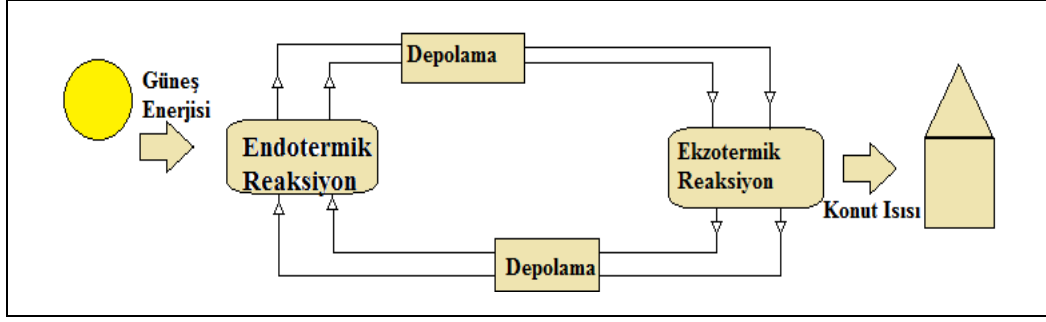 Depolama
Güneş
Enerjisi
Endotermik
Reaksiyon
Ekzotermik
Reaksiyon
Konut Isısı
Depolama